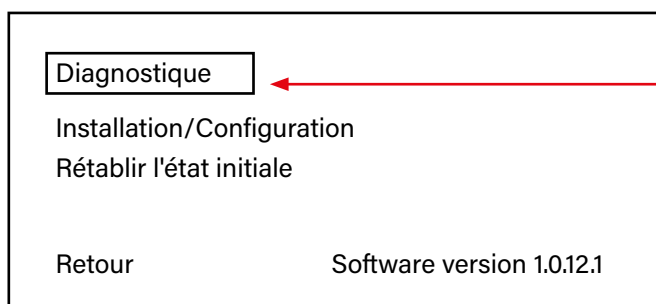 Diagnostique
Installation/Configuration
Rétablir l'état initiale
Retour Software version 1.0.12.1